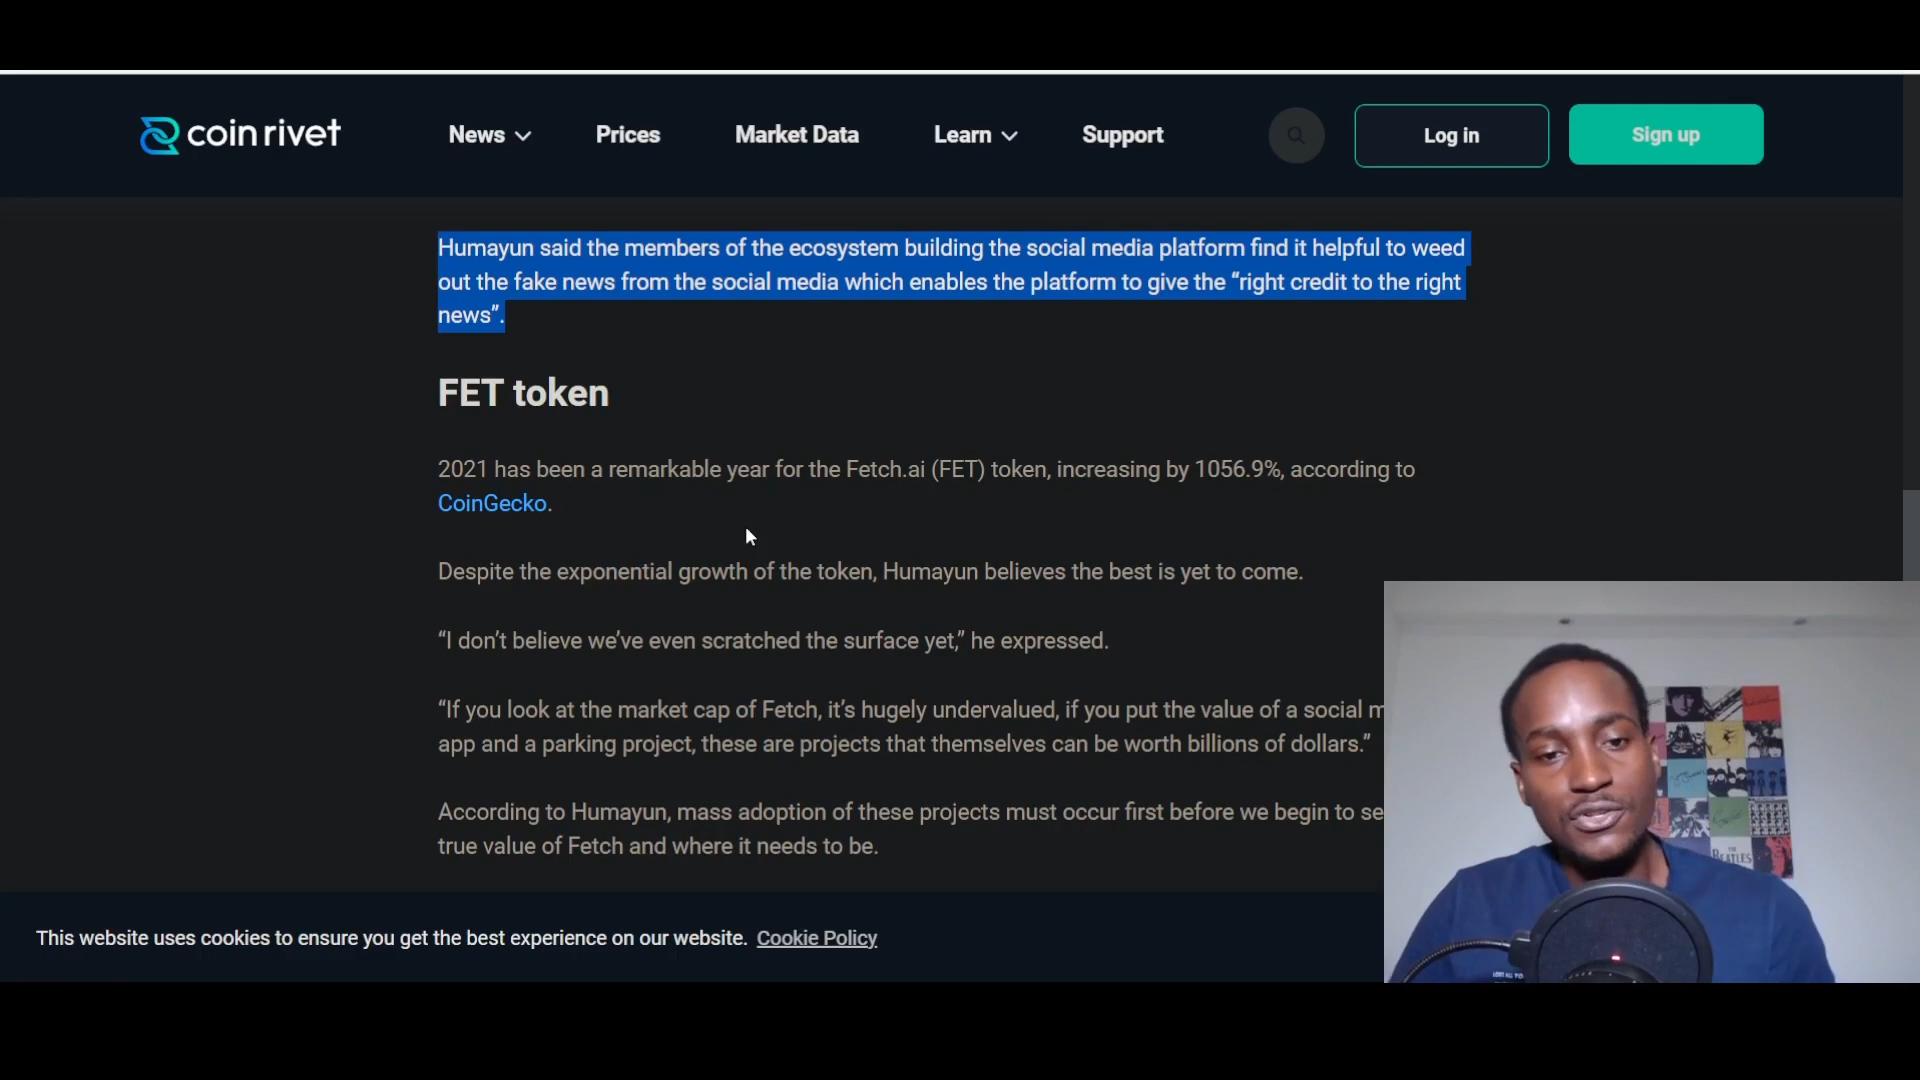 coinrivet
News
Prices
Market Data
Learn
Support
Log in
Sign up
Humayun said the members of the ecosystem building the social media platform find it helpful to weed
out the fake news from the social media which enables the platform to give the “right credit to the right
news”.
FET token
2021 has been a remarkable year for the Fetch.ai (FET) token, increasing by 1056.9%, according to
CoinGecko.
Despite the exponential growth of the token, Humayun believes the best is yet to come.
“I don’t believe we’ve even scratched the surface yet,” he expressed.
“If you look at the market cap of Fetch, it’s hugely undervalued, if you put the value of a social m
app and a parking project, these are projects that themselves can be worth billions of dollars.”
According to Humayun, mass adoption of these projects must occur first before we begin to se
true value of Fetch and where it needs to be.
This website uses cookies to ensure you get the best experience on our website. Cookie Policy
THE
BEATLES